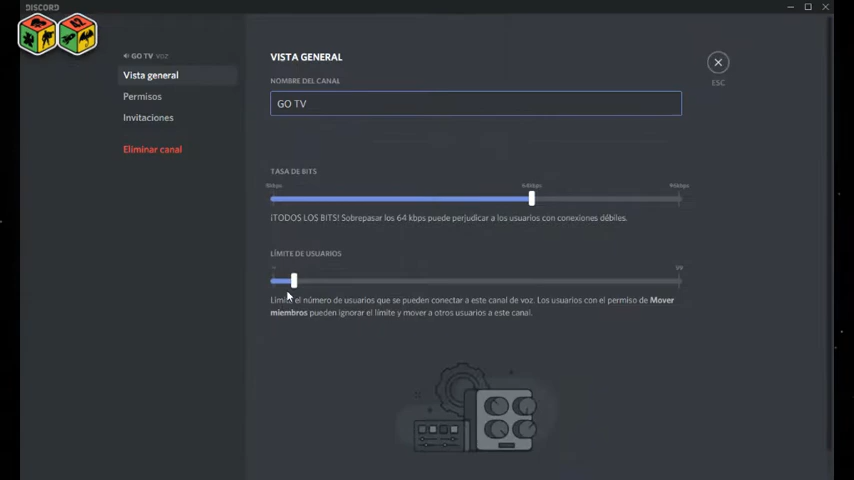 DISCORD
GO TV VOZ
Vista general
Permisos
Invitaciones
Eliminar canal
VISTA GENERAL
NOMBRE DEL CANAL
GO TV
ESC
TASA DE BITS
8kbps 64kbps 96kbps
¡TODOS LOS BITS! Sobrepasar los 64 kbps puede perjudicar a los usuarios con conexiones débiles.
LÍMITE DE USUARIOS
99
Limita el número de usuarios que se pueden conectar a este canal de voz. Los usuarios con el permiso de Mover
miembros pueden ignorar el límite y mover a otros usuarios a este canal.